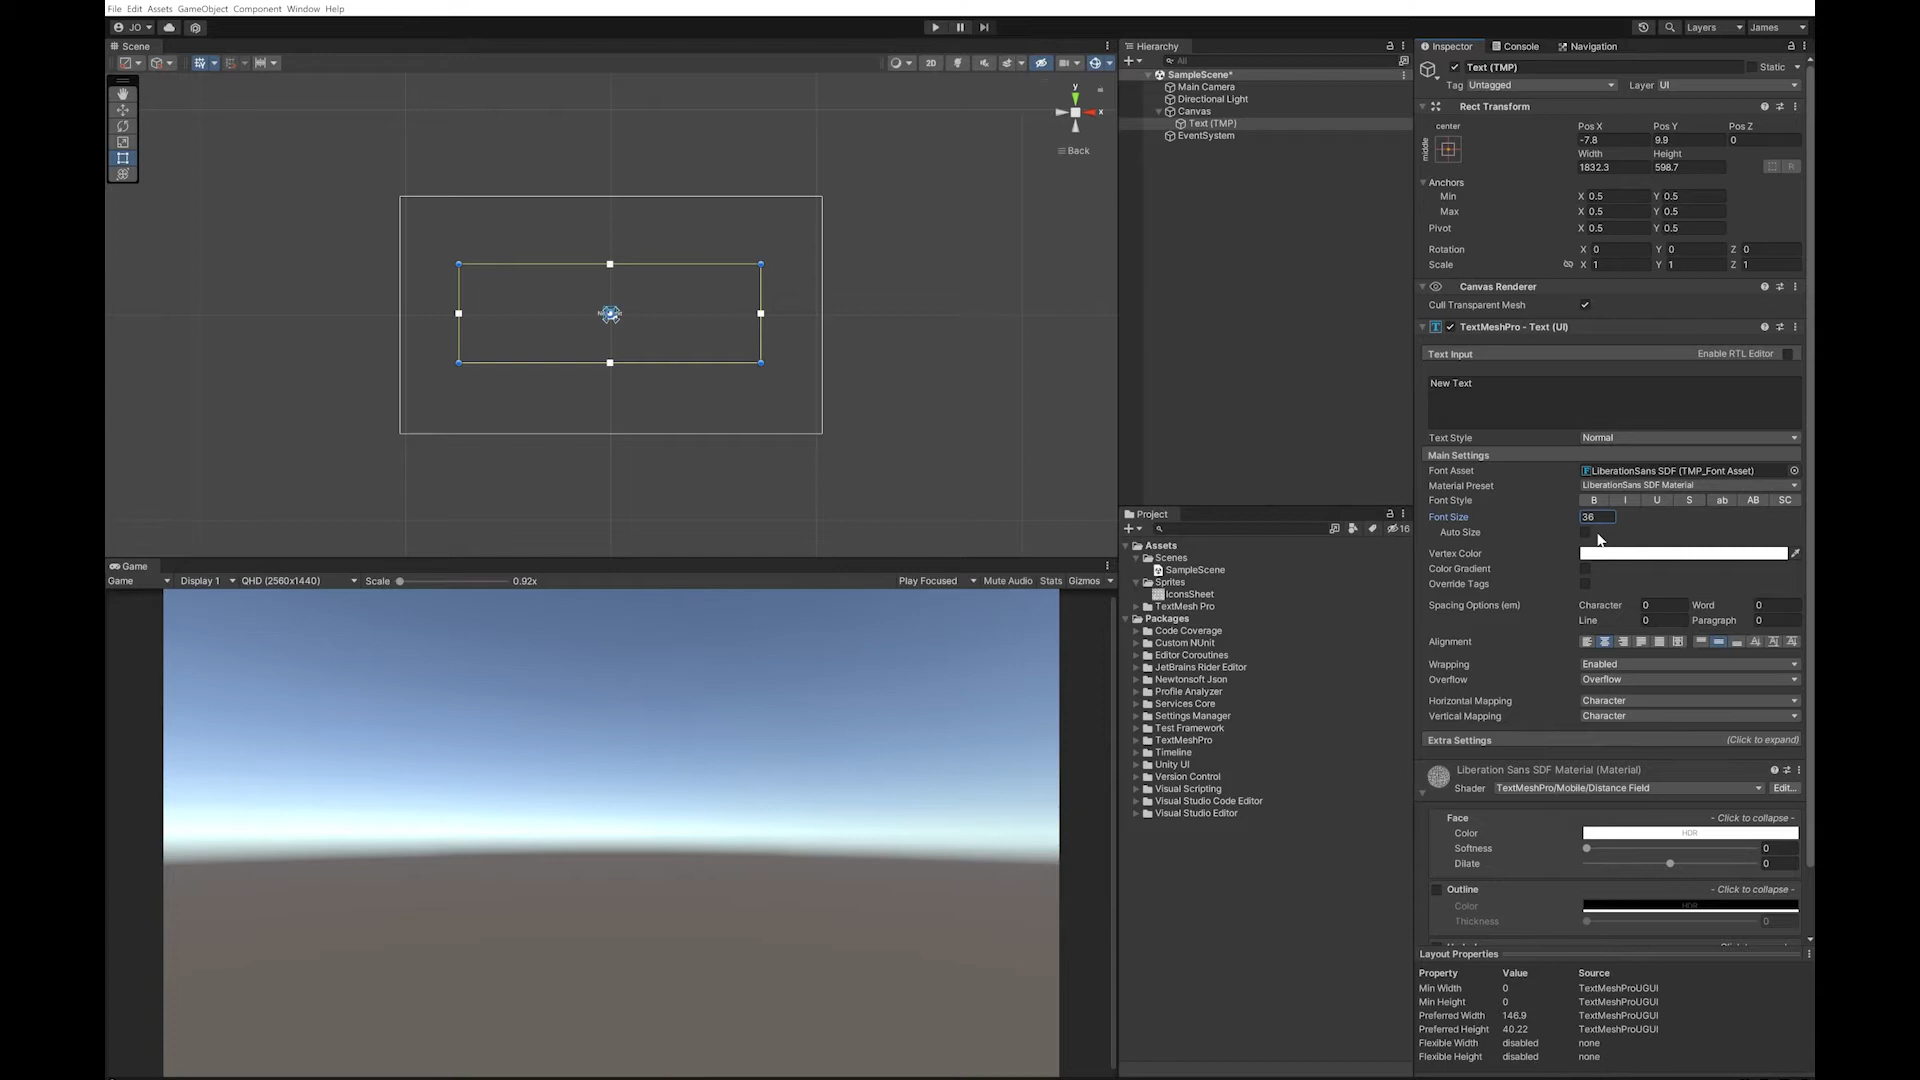 File Edit Assets GameObject Component Window Help
JO Layers James
Scene
2D
y
x
Back
Game
Game Display 1 QHD (2560x1440) Scale 0.92x Play Focused Mute Audio Stats Gizmos
Hierarchy
All
SampleScene*
Main Camera
Directional Light
Canvas
Text (TMP)
EventSystem
Project
16
Assets
Scenes
SampleScene
Sprites
IconsSheet
TextMesh Pro
Packages
Code Coverage
Custom NUnit
Editor Coroutines
JetBrains Rider Editor
Newtonsoft Json
Profile Analyzer
Services Core
Settings Manager
Test Framework
TextMeshPro
Timeline
Unity UI
Version Control
Visual Scripting
Visual Studio Code Editor
Visual Studio Editor
Inspector Console Navigation
Text (TMP) Static
Tag Untagged Layer UI
Rect Transform
center Pos X Pos Y Pos Z
middle -7.8 9.9 0
Width Height
1832.3 598.7 R
Anchors
Min X 0.5 Y 0.5
Max X 0.5 Y 0.5
Pivot X 0.5 Y 0.5
Rotation X 0 Y 0 Z 0
Scale X 1 Y 1 Z 1
Canvas Renderer
Cull Transparent Mesh
TextMeshPro - Text (UI)
Text Input Enable RTL Editor
New Text
Text Style Normal
Main Settings
Font Asset LiberationSans SDF (TMP_Font Asset)
Material Preset LiberationSans SDF Material
Font Style B I U S ab AB SC
Font Size 36
Auto Size
Vertex Color
Color Gradient
Override Tags
Spacing Options (em) Character 0 Word 0
Line 0 Paragraph 0
Alignment
Wrapping Enabled
Overflow Overflow
Horizontal Mapping Character
Vertical Mapping Character
Extra Settings (Click to expand)
Liberation Sans SDF Material (Material)
Shader TextMeshPro/Mobile/Distance Field Edit...
Face - Click to collapse -
Color HDR
Softness 0
Dilate 0
Outline - Click to collapse -
Color HDR
Thickness 0
Layout Properties
Property Value Source
Min Width 0 TextMeshProUGUI
Min Height 0 TextMeshProUGUI
Preferred Width 146.9 TextMeshProUGUI
Preferred Height 40.22 TextMeshProUGUI
Flexible Width disabled none
Flexible Height disabled none